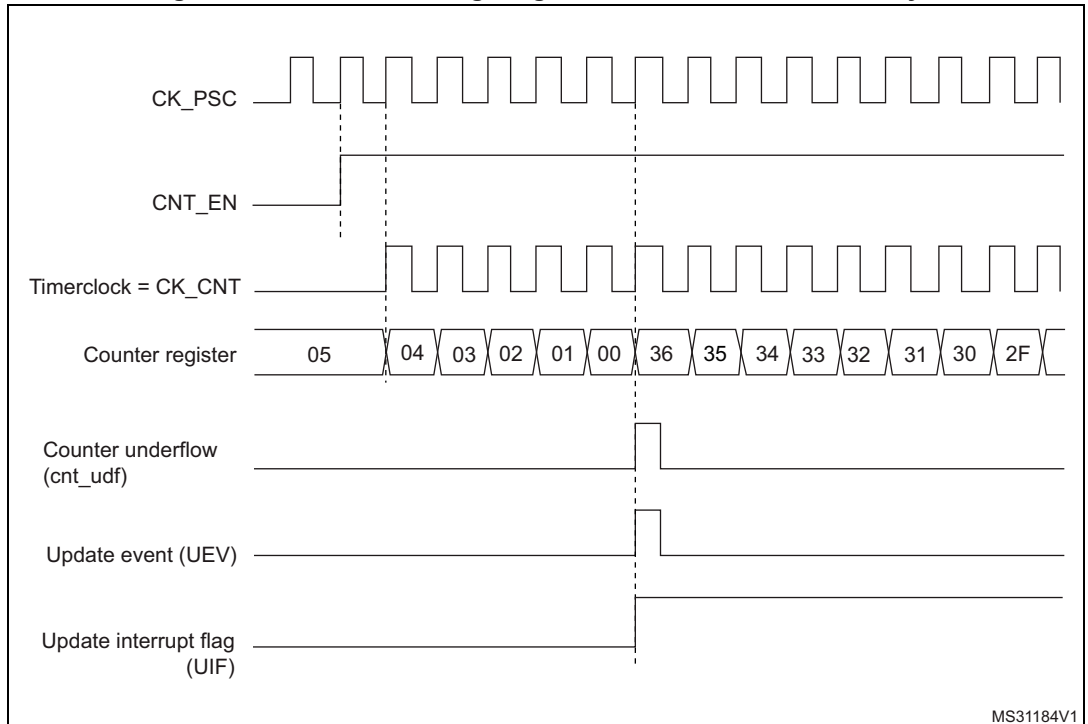 CK_PSC
CNT_EN
Timerclock = CK_CNT
Counter register
05 04 03 02 01 00 36 35 34 33 32 31 30 2F
Counter underflow
(cnt_udf)
Update event (UEV)
Update interrupt flag
(UIF)
MS31184V1